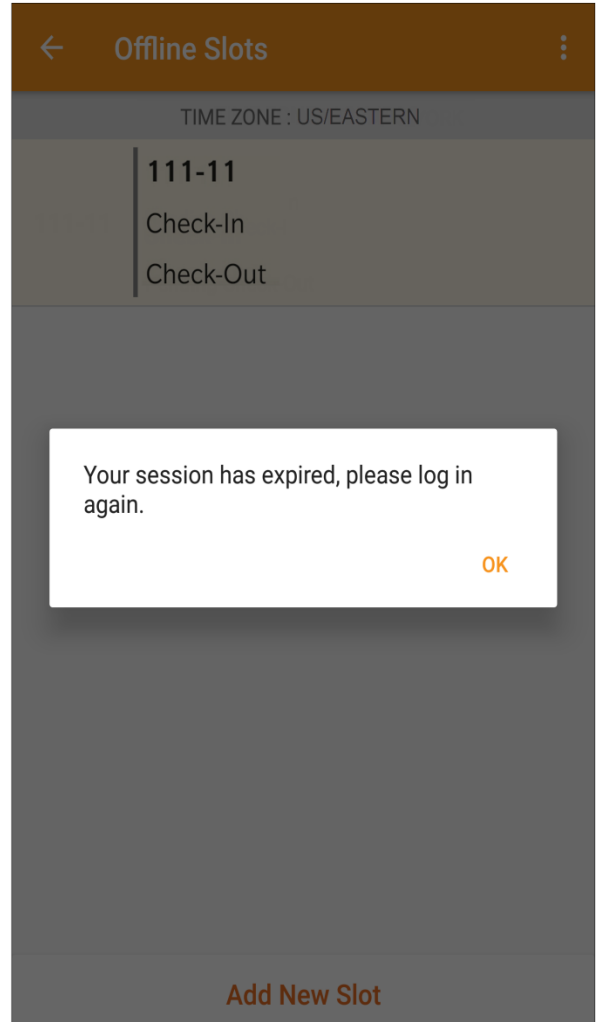 Offline Slots
TIME ZONE : US/EASTERN
111-11
Check-In
Check-Out
Your session has expired, please log in
again.
OK
Add New Slot